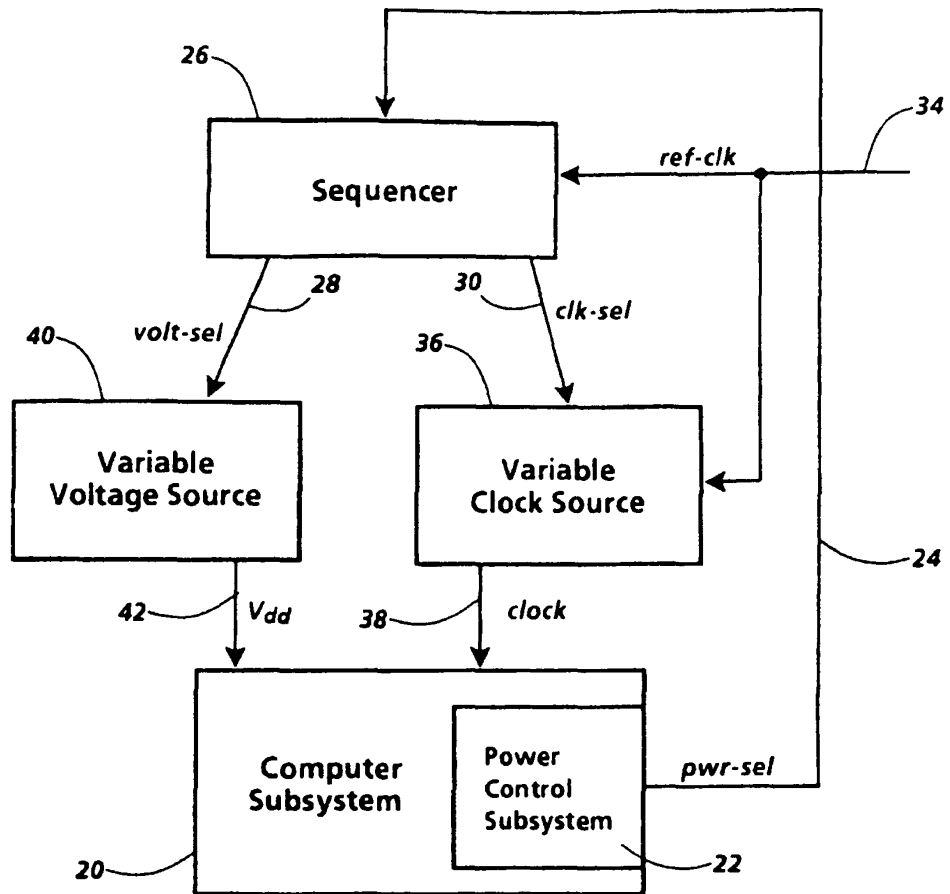 26
34
ref-clk
Sequencer
28
30
volt-sel
clk-sel
40
36
Variable
Voltage Source
Variable
Clock Source
24
42
Vdd
38
clock
Computer
Subsystem
Power
Control
Subsystem
pwr-sel
20
22